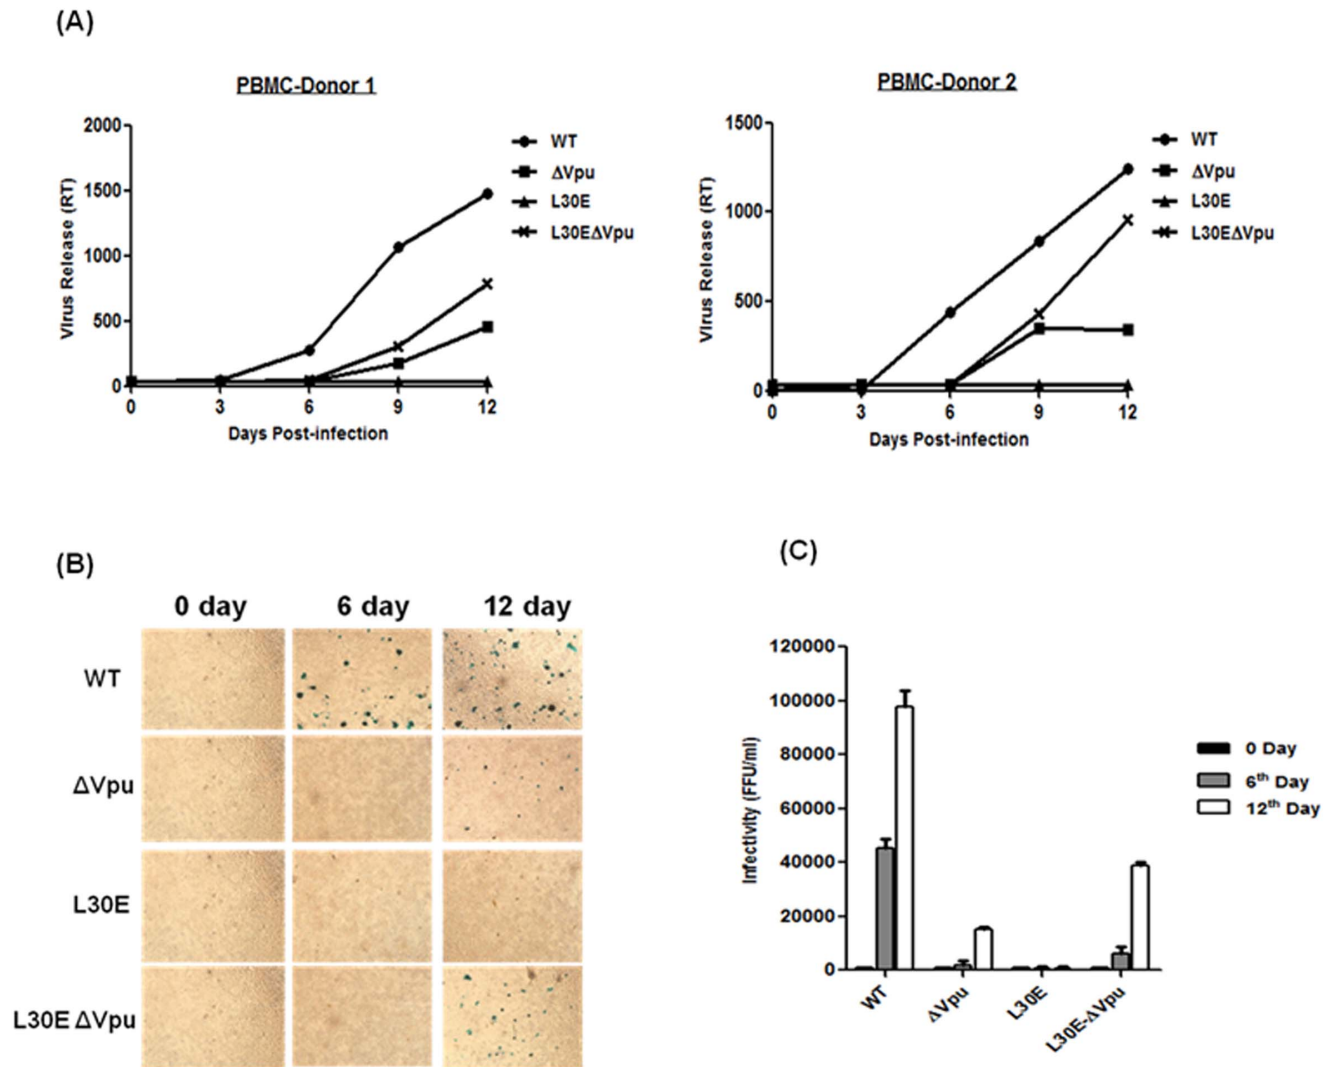 (A)
PBMC-Donor 1
2000
1500
1000
500
0
Virus Release (RT)
0 3 6 9 12
Days Post-infection
WT
ΔVpu
L30E
L30EΔVpu
PBMC-Donor 2
1500
1000
500
0
Virus Release (RT)
0 3 6 9 12
Days Post-infection
WT
ΔVpu
L30E
L30EΔVpu
(B)
0 day 6 day 12 day
WT
ΔVpu
L30E
L30E ΔVpu
(C)
120000
100000
80000
60000
40000
20000
0
Infectivity (FFU/ml)
WT ΔVpu L30E L30E-ΔVpu
0 Day
6th Day
12th Day